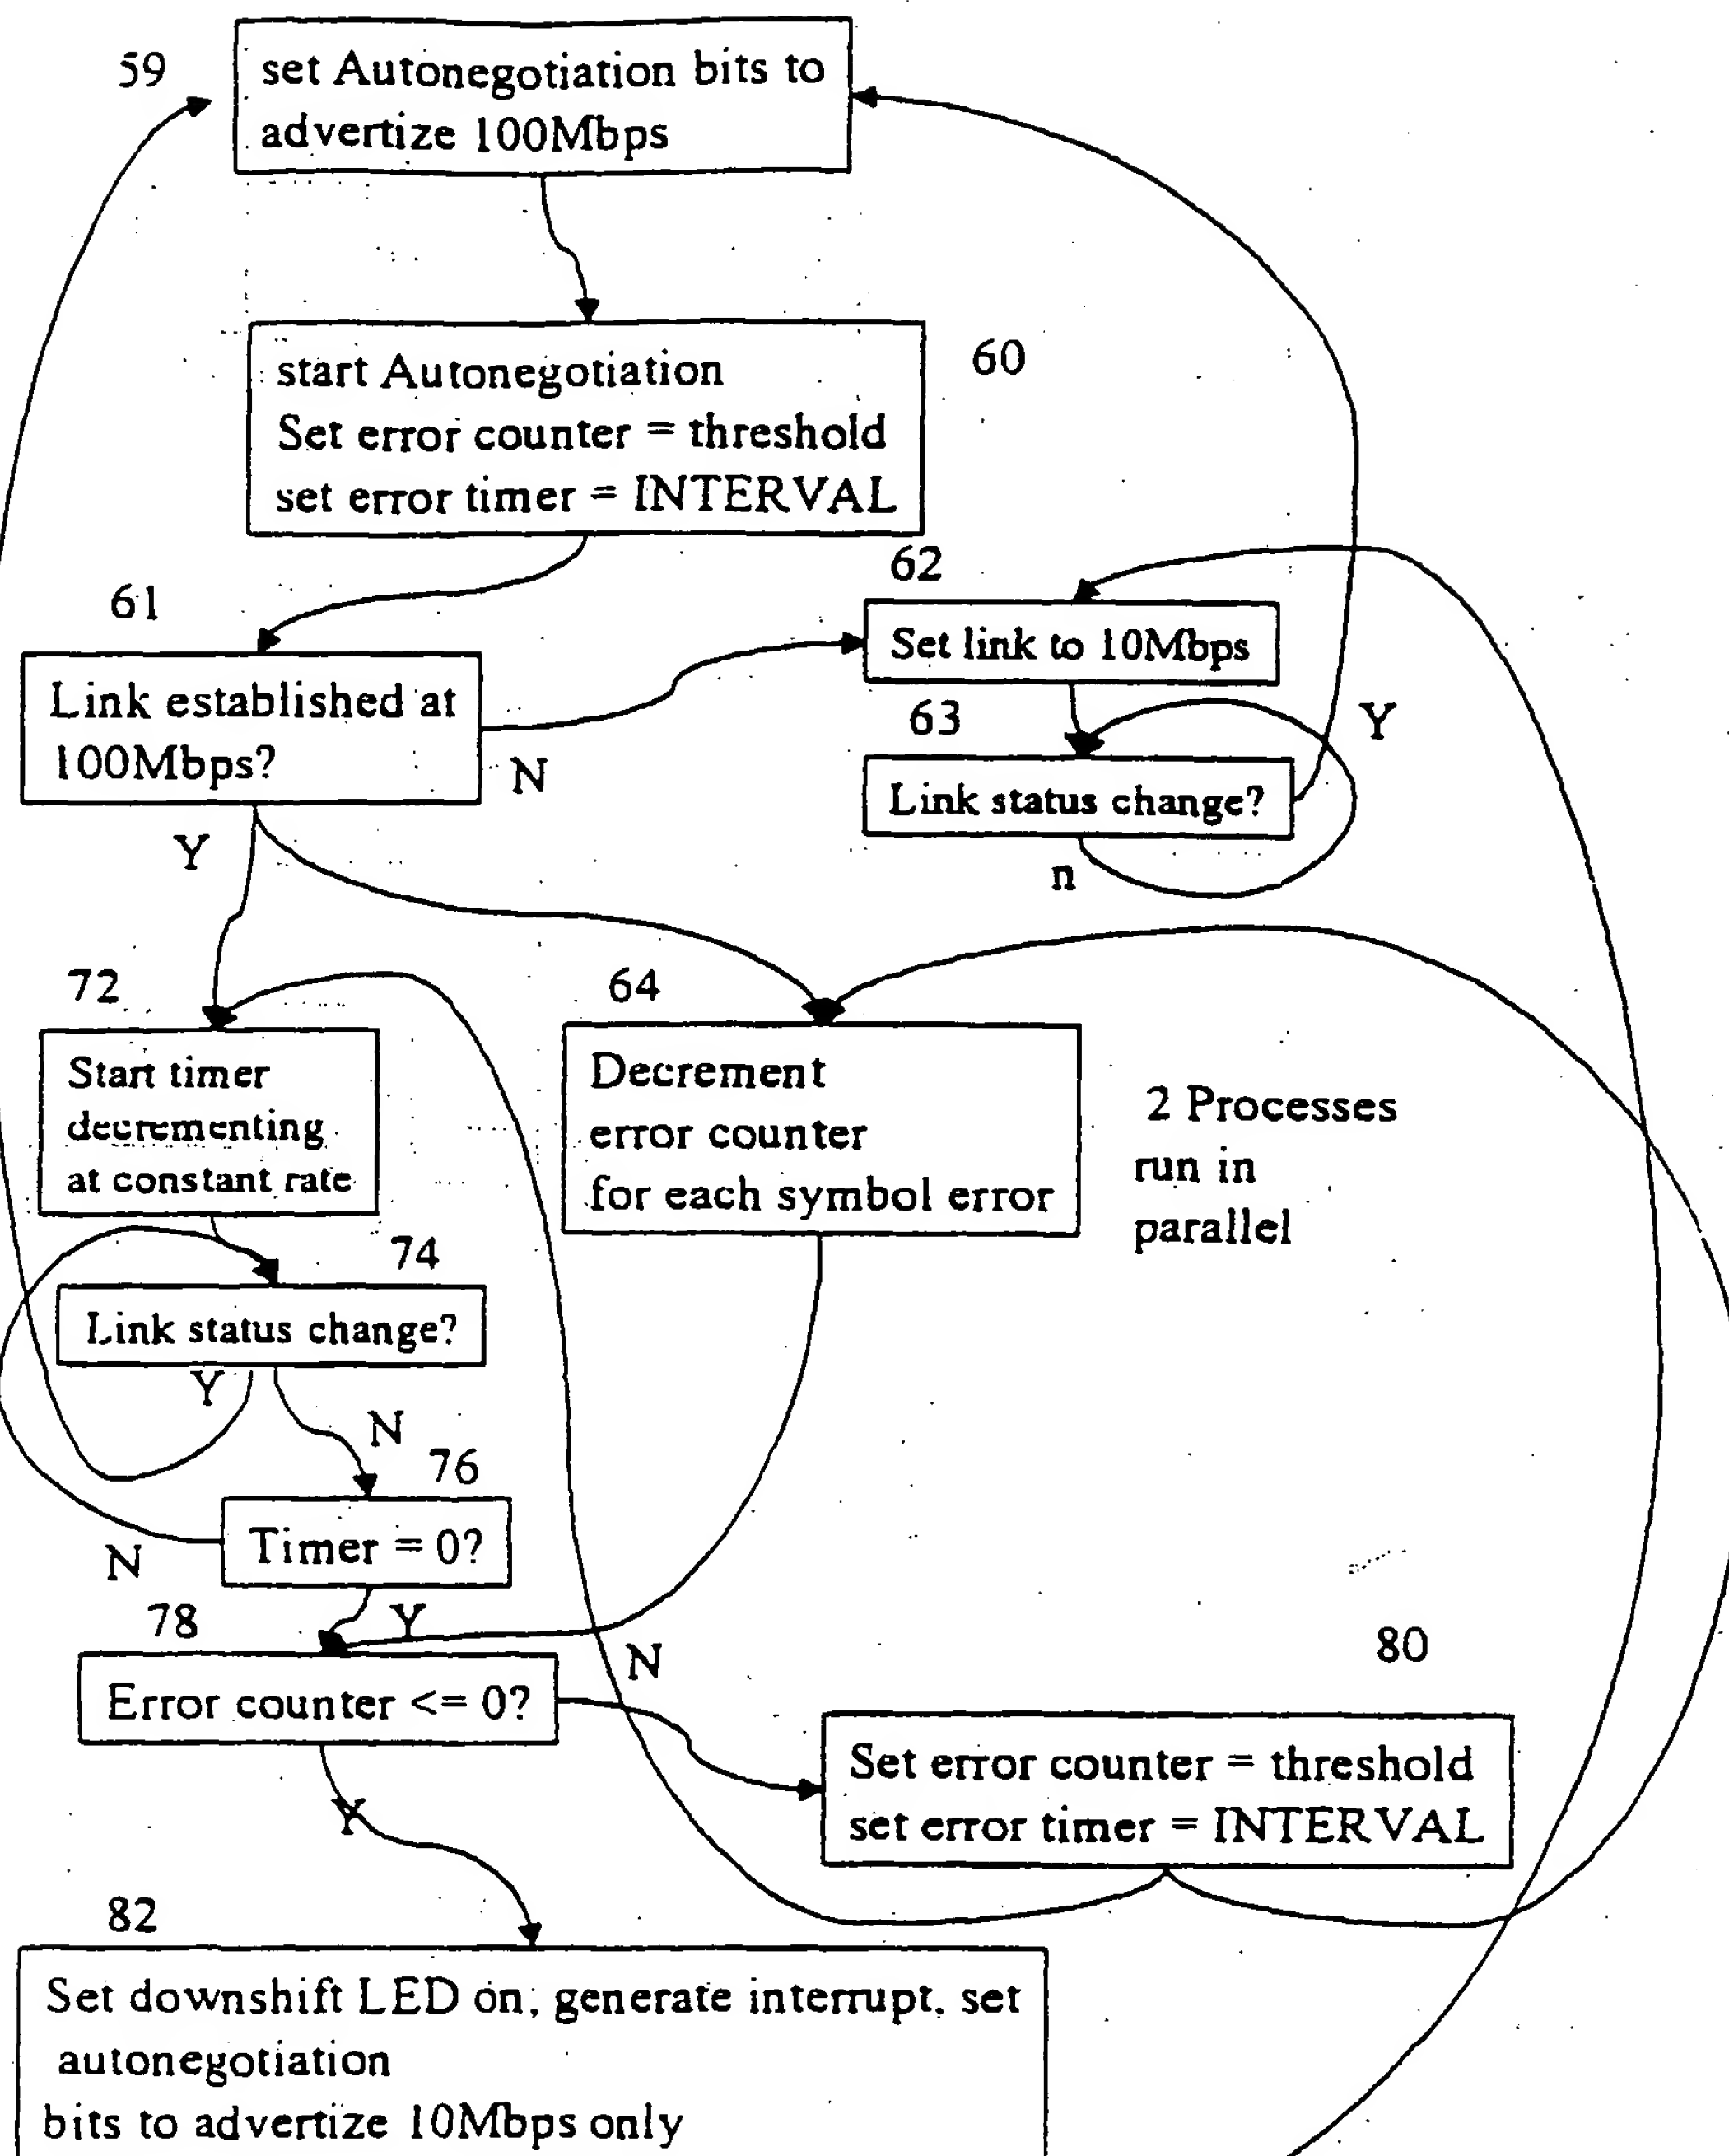 59
set Autonegotiation bits to
advertize 100Mbps
start Autonegotiation
Set error counter = threshold
set error timer = INTERVAL
60
61
62
Link established at
100Mbps?
N
Set link to 10Mbps
63
Y
Link status change?
n
Y
72
64
Start timer
decrementing
at constant rate
Decrement
error counter
for each symbol error
2 Processes
run in
parallel
74
Link status change?
Y
N
76
Timer = 0?
N
78
Y
Error counter <= 0?
N
80
Set error counter = threshold
set error timer = INTERVAL
Y
82
Set downshift LED on; generate interrupt, set
autonegotiation
bits to advertize 10Mbps only